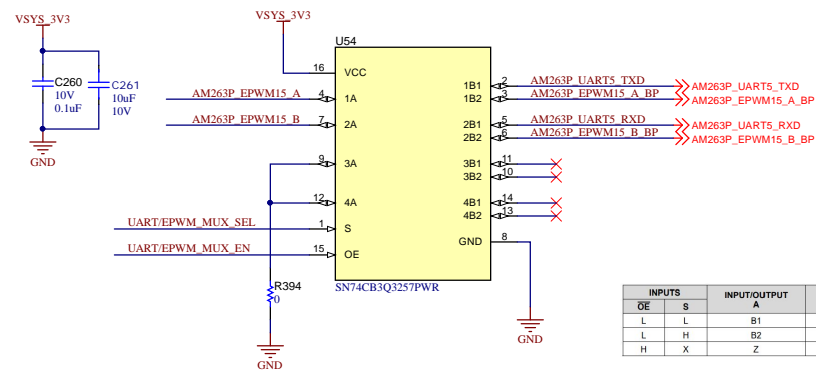 VSYS_3V3
VSYS_3V3
U54
C260
10V
0.1uF
C261
10uF
10V
GND
16 VCC
AM263P_EPWM15_A 4 1A
AM263P_EPWM15_B 7 2A
9 3A
12 4A
UART/EPWM_MUX_SEL 1 S
UART/EPWM_MUX_EN 15 OE
1B1 2 AM263P_UART5_TXD AM263P_UART5_TXD
1B2 3 AM263P_EPWM15_A_BP AM263P_EPWM15_A_BP
2B1 5 AM263P_UART5_RXD AM263P_UART5_RXD
2B2 6 AM263P_EPWM15_B_BP AM263P_EPWM15_B_BP
3B1 11
3B2 10
4B1 14
4B2 13
GND 8
SN74CB3Q3257PWR
R394
0
GND
GND
INPUTS INPUT/OUTPUT
OE S A
L L B1
L H B2
H X Z